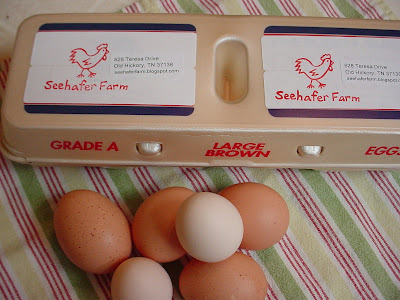 828 Teresa Drive
Old Hickory, TN 37138
seehaferfarm.blogspot.com
Seehafer Farm
828 Teresa Drive
Old Hickory, TN 37138
seehaferfarm.blogspot.com
Seehafer Farm
GRADE A
LARGE
BROWN
EGGS